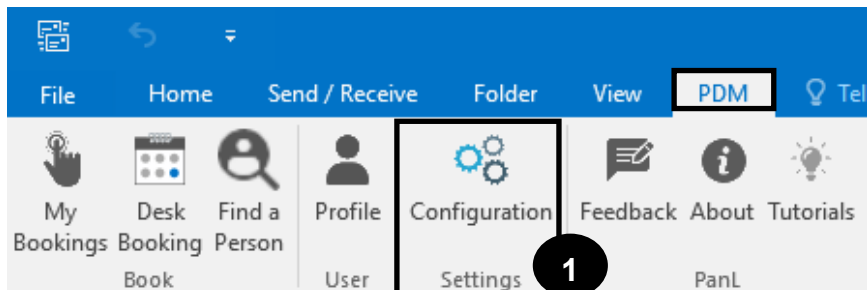 File Home Send / Receive Folder View PDM Tel
My Desk Find a Profile Configuration Feedback About Tutorials
Bookings Booking Person
Book User Settings 1 PanL